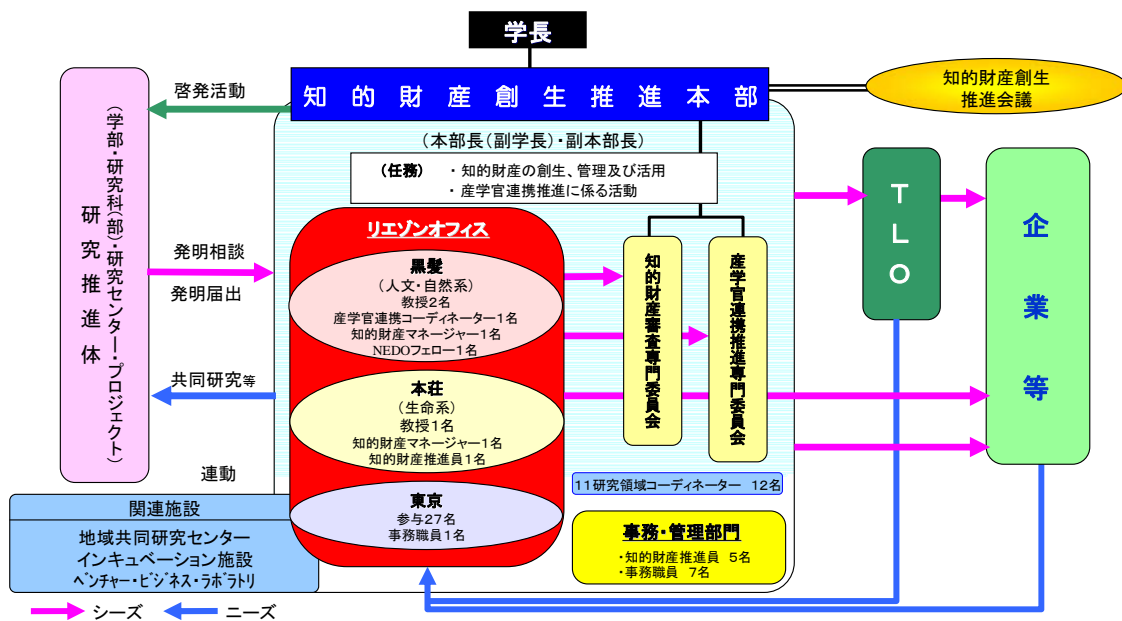 学長
知的財産創生推進本部
知的財産創生
推進会議
啓発活動
(本部長(副学長)・副本部長)
(任務) ・知的財産の創生、管理及び活用
・産学官連携推進に係る活動
研究推進体
(学部・研究科(部)・研究センター・プロジェクト)
発明相談
発明届出
共同研究等
連動
リエゾンオフィス
黒髪
(人文・自然系)
教授2名
産学官連携コーディネーター1名
知的財産マネージャー1名
NEDOフェロー1名
本荘
(生命系)
教授1名
知的財産マネージャー1名
知的財産推進員1名
東京
参与27名
事務職員1名
知的財産審査専門委員会
産学官連携推進専門委員会
TLO
企業等
11研究領域コーディネーター 12名
事務・管理部門
・知的財産推進員 5名
・事務職員 7名
関連施設
地域共同研究センター
インキュベーション施設
ベンチャー・ビジネス・ラボラトリ
シーズ
ニーズ